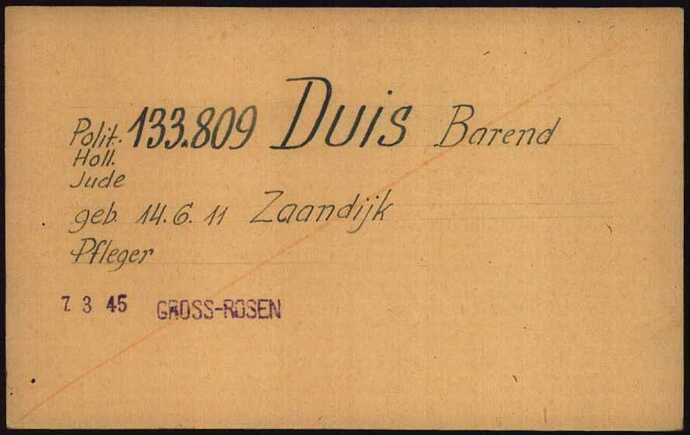 Polit. 133.809 Duis Barend
Holl.
Jude
geb. 14. 6. 11 Zaandijk
Pfleger
7. 3 45 GROSS-ROSEN